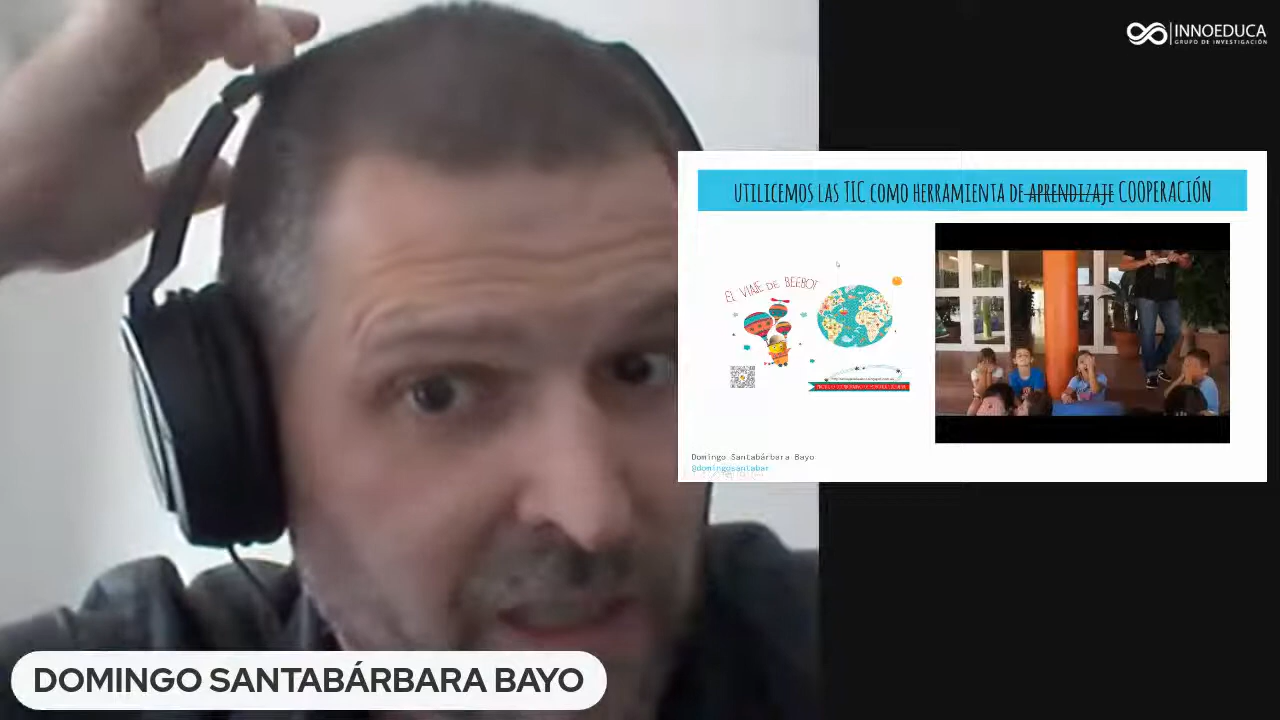 INNOEDUCA
GRUPO DE INVESTIGACIÓN
UTILICEMOS LAS TIC COMO HERRAMIENTA DE APRENDIZAJE COOPERACIÓN
EL VIAJE DE BEEBOT
Domingo Santabárbara Bayo
@domingosantabar
DOMINGO SANTABÁRBARA BAYO